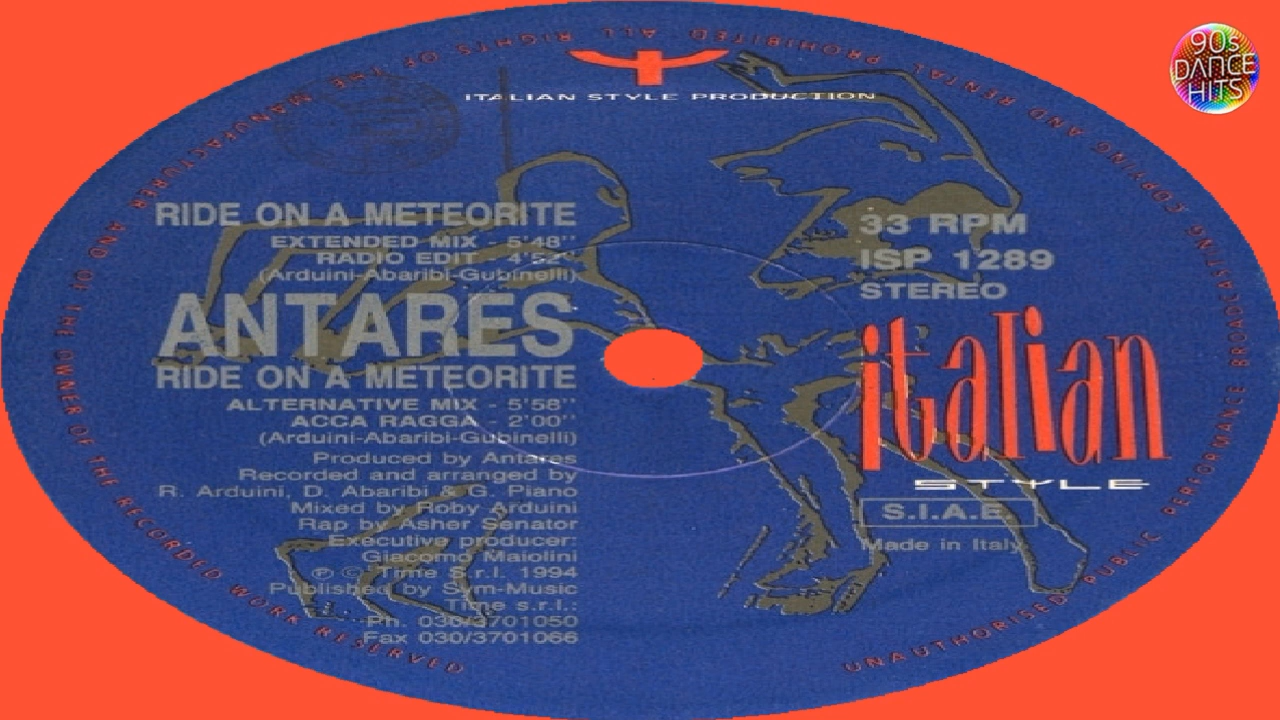 UNAUTHORISED PUBLIC PERFORMANCE BROADCASTING COPYING AND RENTAL PROHIBITED. ALL RIGHTS OF THE MANUFACTURER AND OF THE OWNER OF THE RECORDED WORK RESERVED
ITALIAN STYLE PRODUCTION
90s
DANCE
HITS
RIDE ON A METEORITE
EXTENDED MIX - 5'48''
RADIO EDIT - 4'52''
(Arduini-Abaribi-Gubinelli)
ANTARES
RIDE ON A METEORITE
ALTERNATIVE MIX - 5'58''
ACCA RAGGA - 2'00''
(Arduini-Abaribi-Gubinelli)
Produced by Antares
Recorded and arranged by
R. Arduini, D. Abaribi & G. Piano
Mixed by Roby Arduini
Rap by Asher Senator
Executive producer:
Giacomo Maiolini
℗ © Time S.r.l. 1994
Published by Sym-Music
Time s.r.l.:
Ph. 030/3701050
Fax 030/3701066
33 RPM
ISP 1289
STEREO
italian
STYLE
S.I.A.E.
Made in Italy